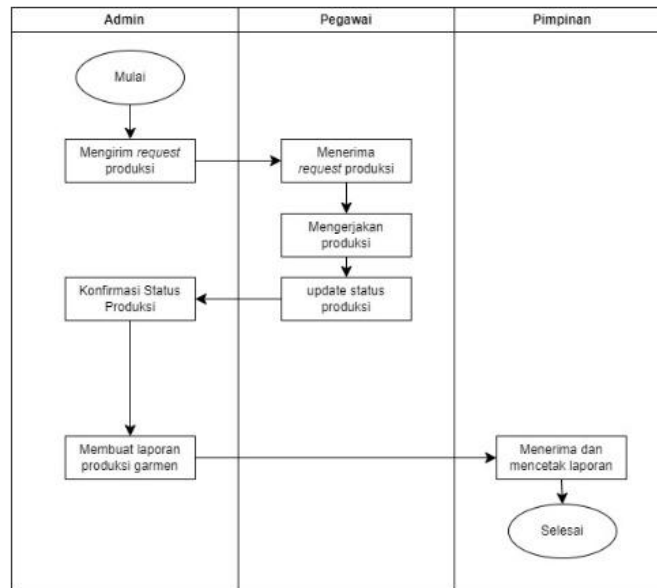 Admin
Pegawai
Pimpinan
Mulai
Mengirim request
produksi
Menerima
request produksi
Mengerjakan
produksi
Konfirmasi Status
Produksi
update status
produksi
Membuat laporan
produksi garmen
Menerima dan
mencetak laporan
Selesai